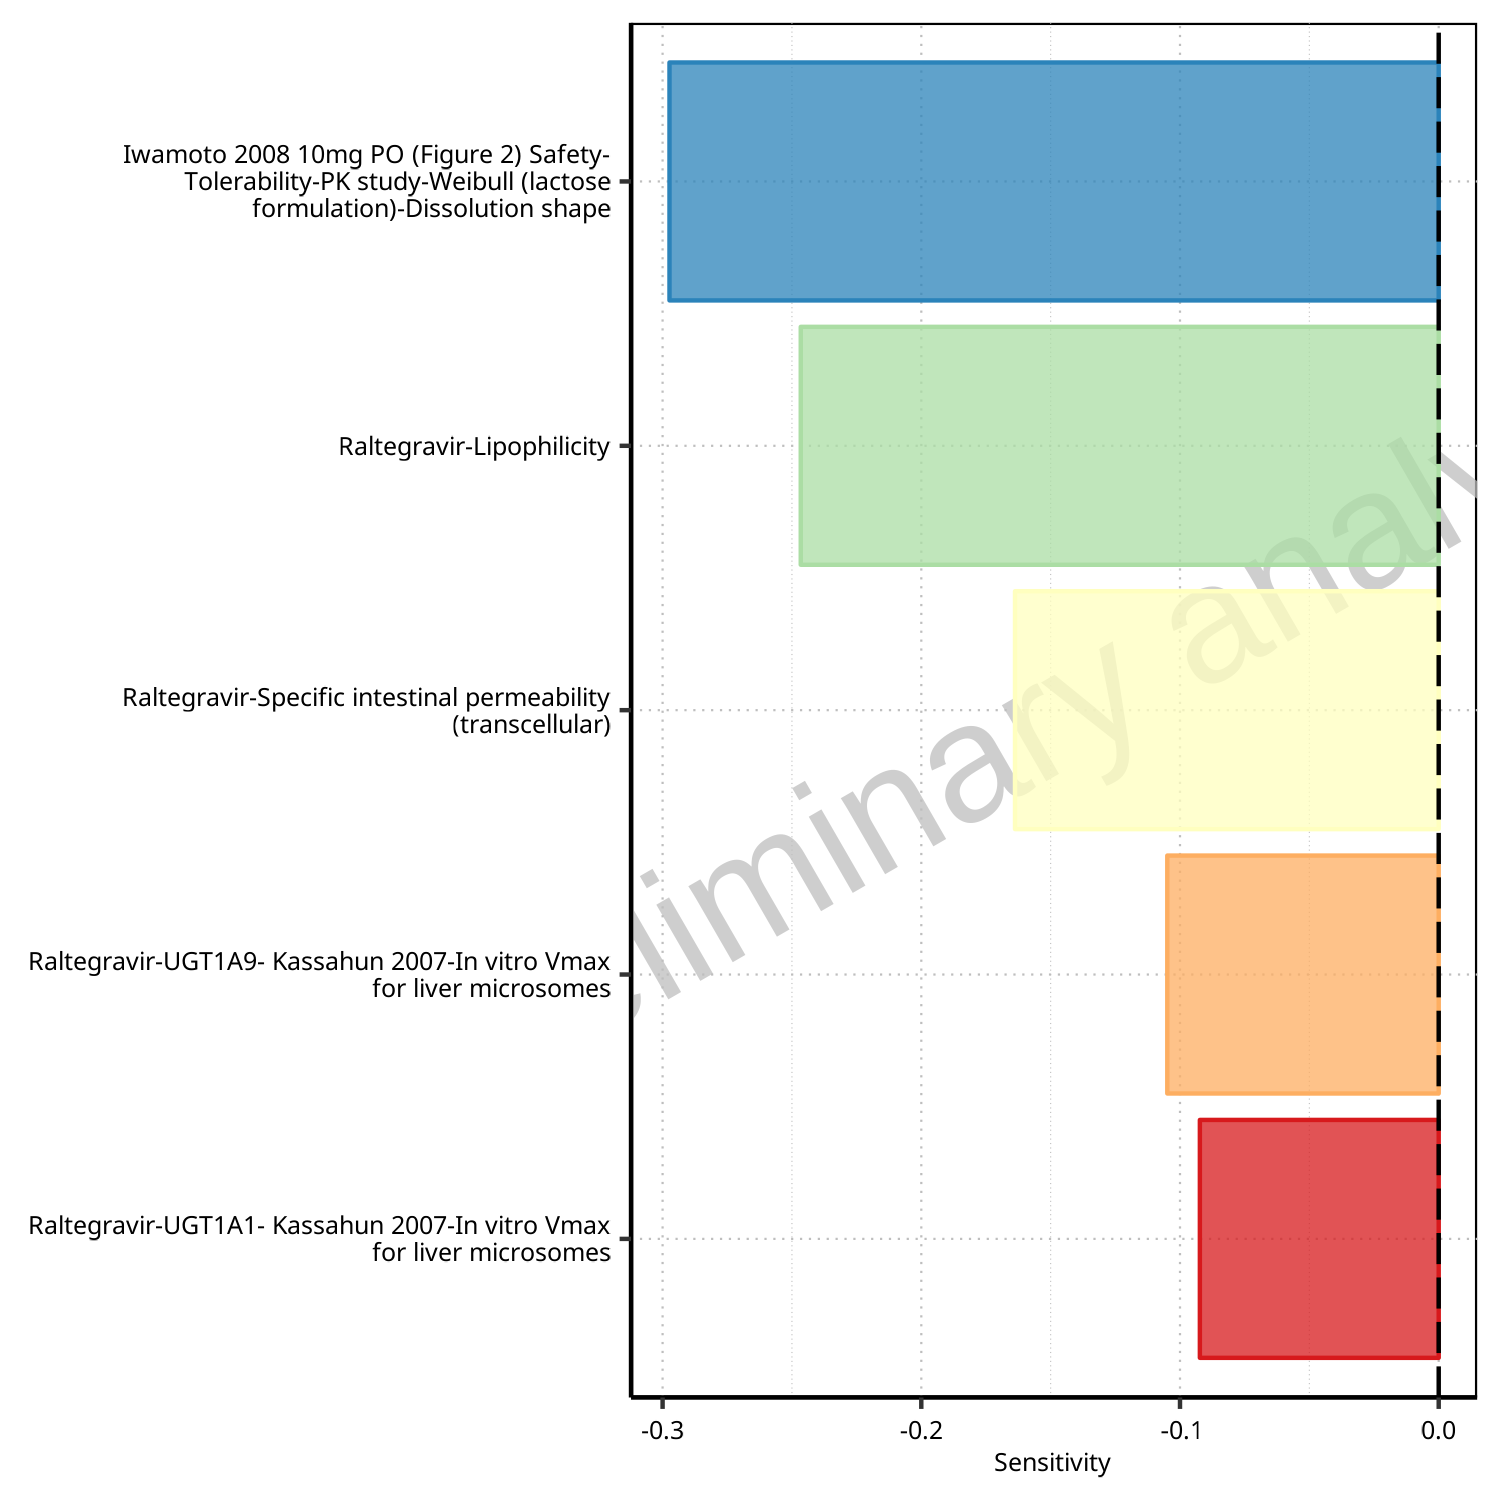 Iwamoto 2008 10mg PO (Figure 2) Safety-
Tolerability-PK study-Weibull (lactose
formulation)-Dissolution shape
Raltegravir-Lipophilicity
Raltegravir-Specific intestinal permeability
(transcellular)
Raltegravir-UGT1A9- Kassahun 2007-In vitro Vmax
for liver microsomes
Raltegravir-UGT1A1- Kassahun 2007-In vitro Vmax
for liver microsomes
-0.3 -0.2 -0.1 0.0
Sensitivity